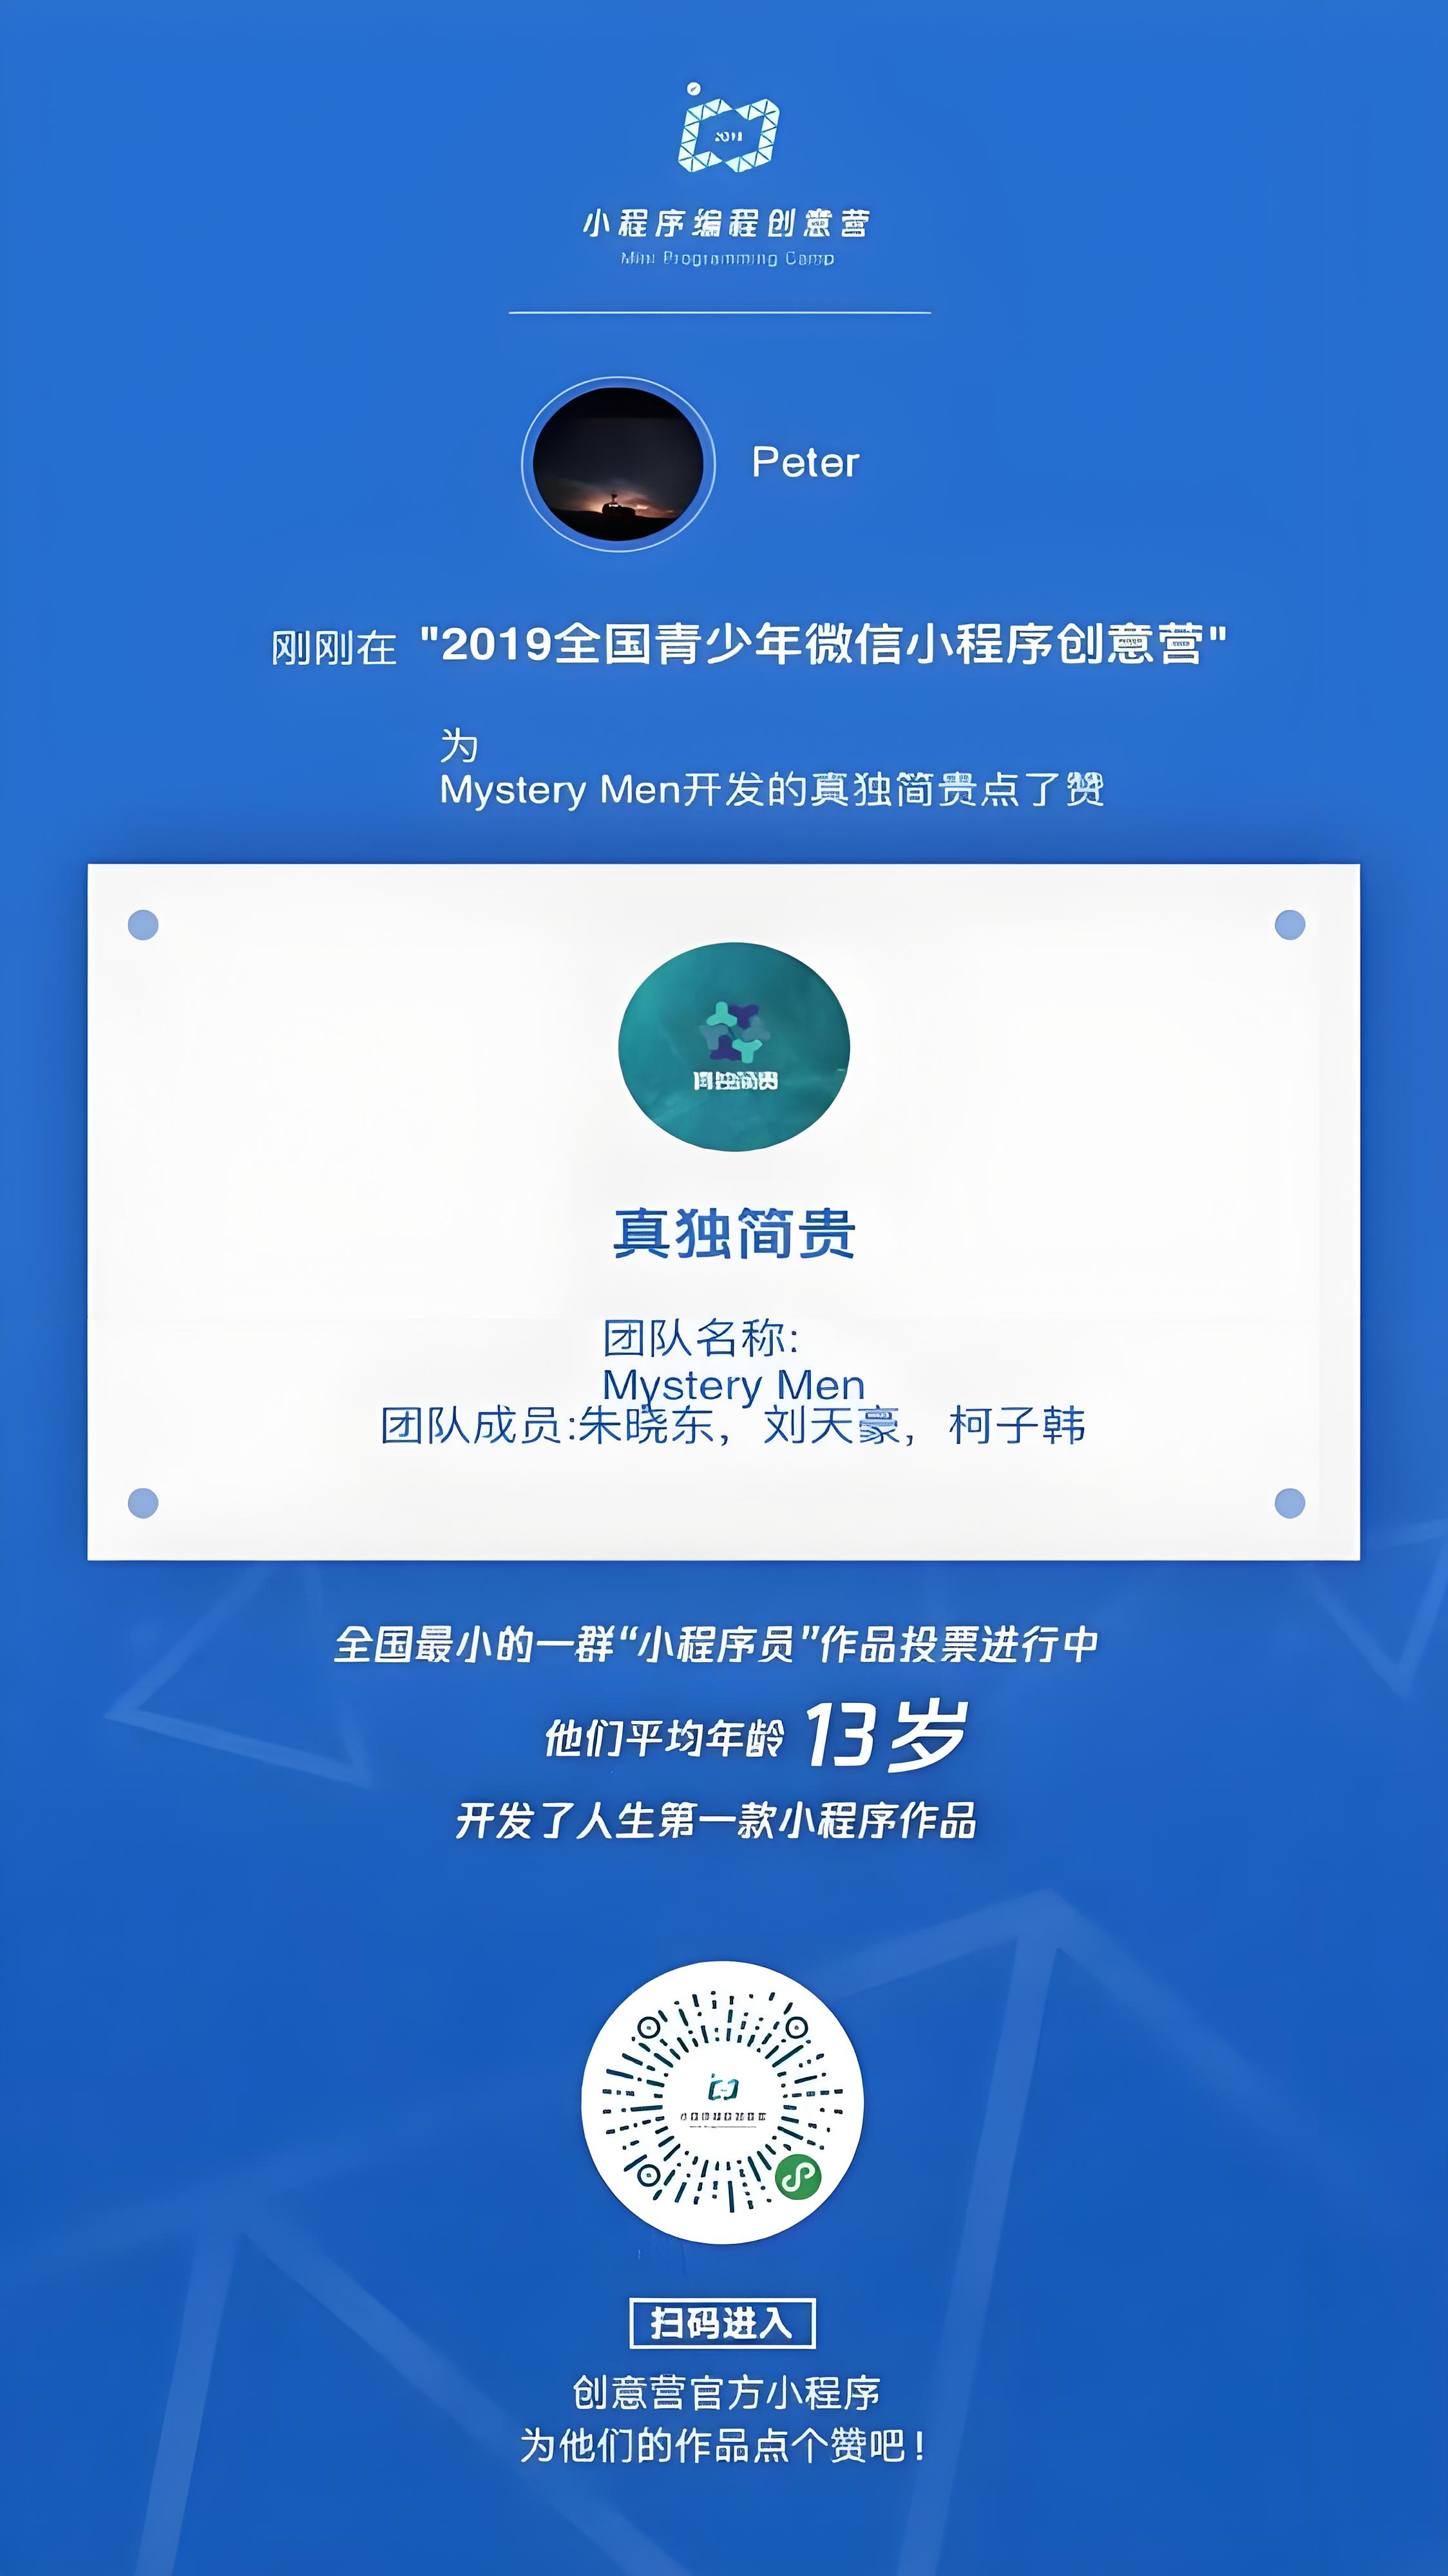 小程序编程创意营
Mini Programming Camp
Peter
刚刚在 "2019全国青少年微信小程序创意营"
为
Mystery Men开发的真独简贵点了赞
真独简贵
真独简贵
团队名称:
Mystery Men
团队成员:朱晓东，刘天豪，柯子韩
全国最小的一群“小程序员”作品投票进行中
他们平均年龄 13岁
开发了人生第一款小程序作品
扫码进入
创意营官方小程序
为他们的作品点个赞吧！